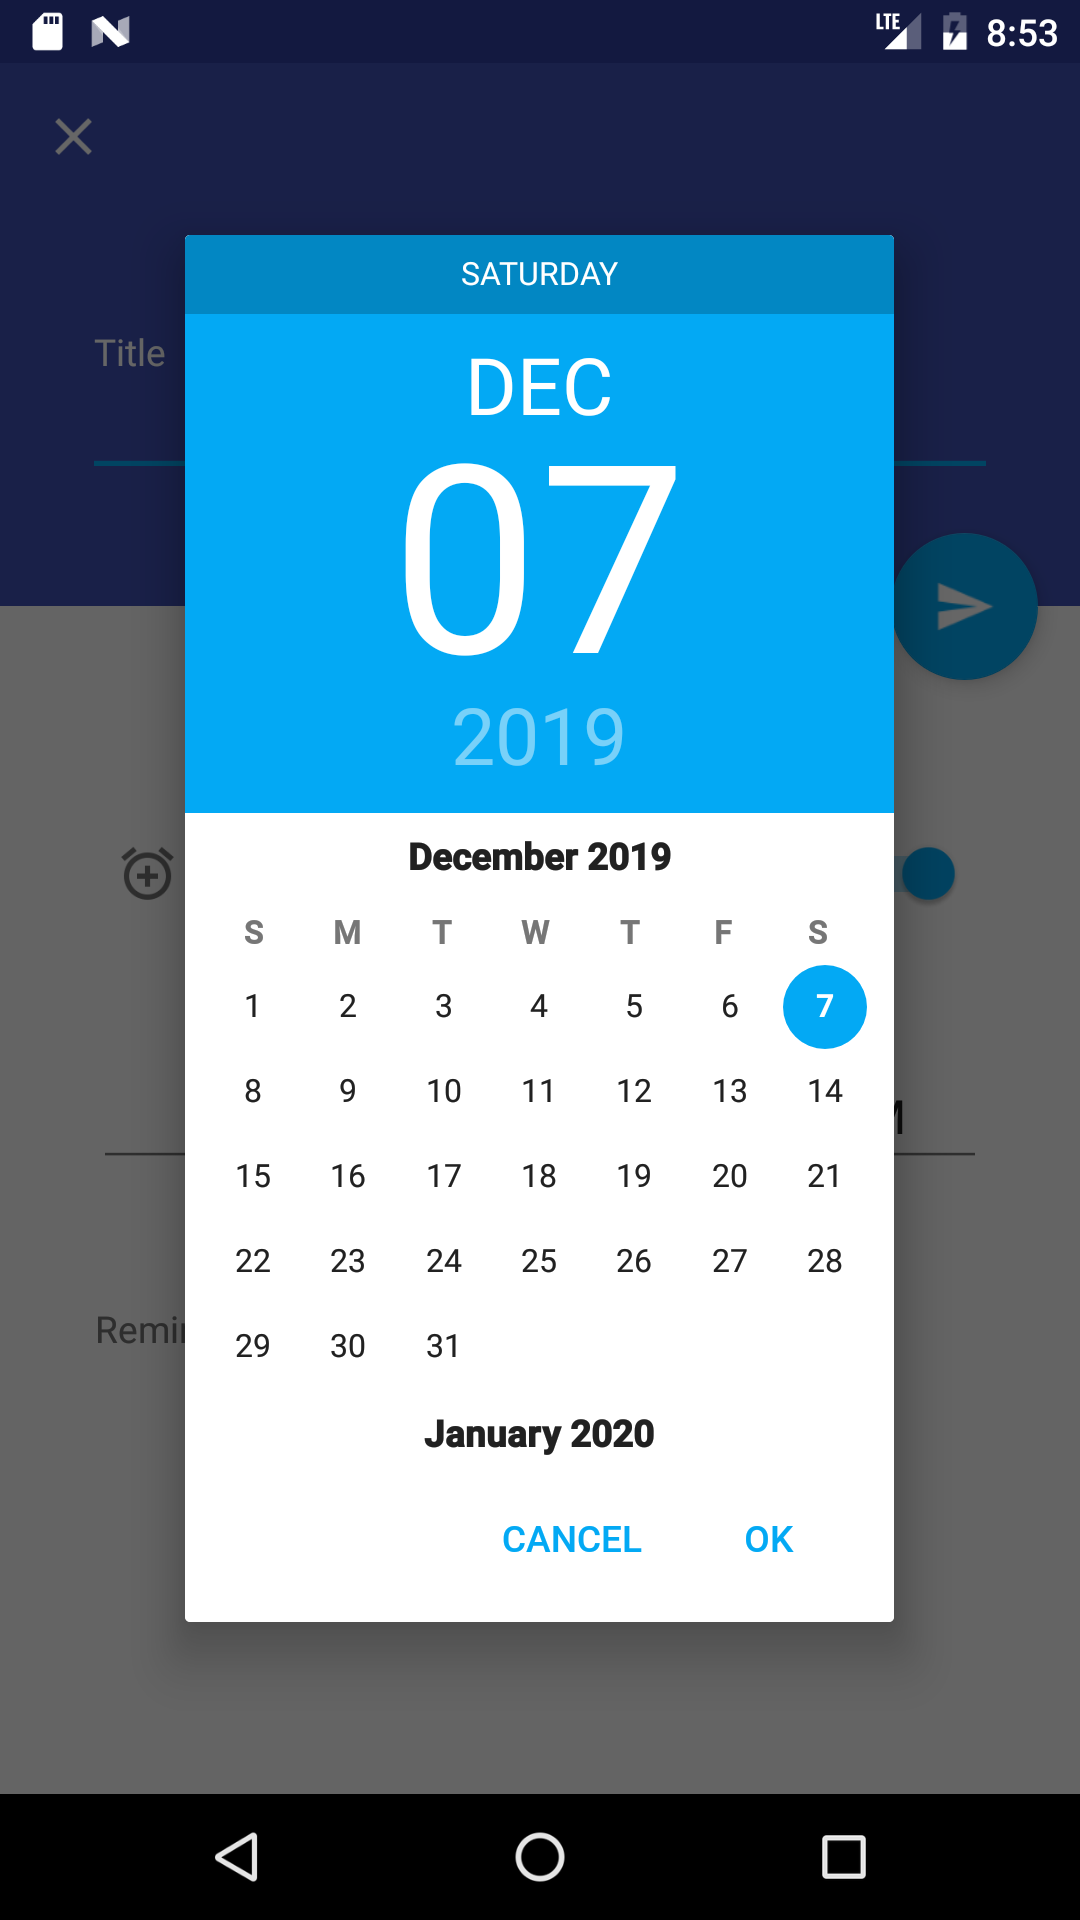 LTE 8:53
Title
SATURDAY
DEC
07
2019
December 2019
S M T W T F S
1 2 3 4 5 6 7
8 9 10 11 12 13 14
15 16 17 18 19 20 21
22 23 24 25 26 27 28
29 30 31
January 2020
CANCEL OK